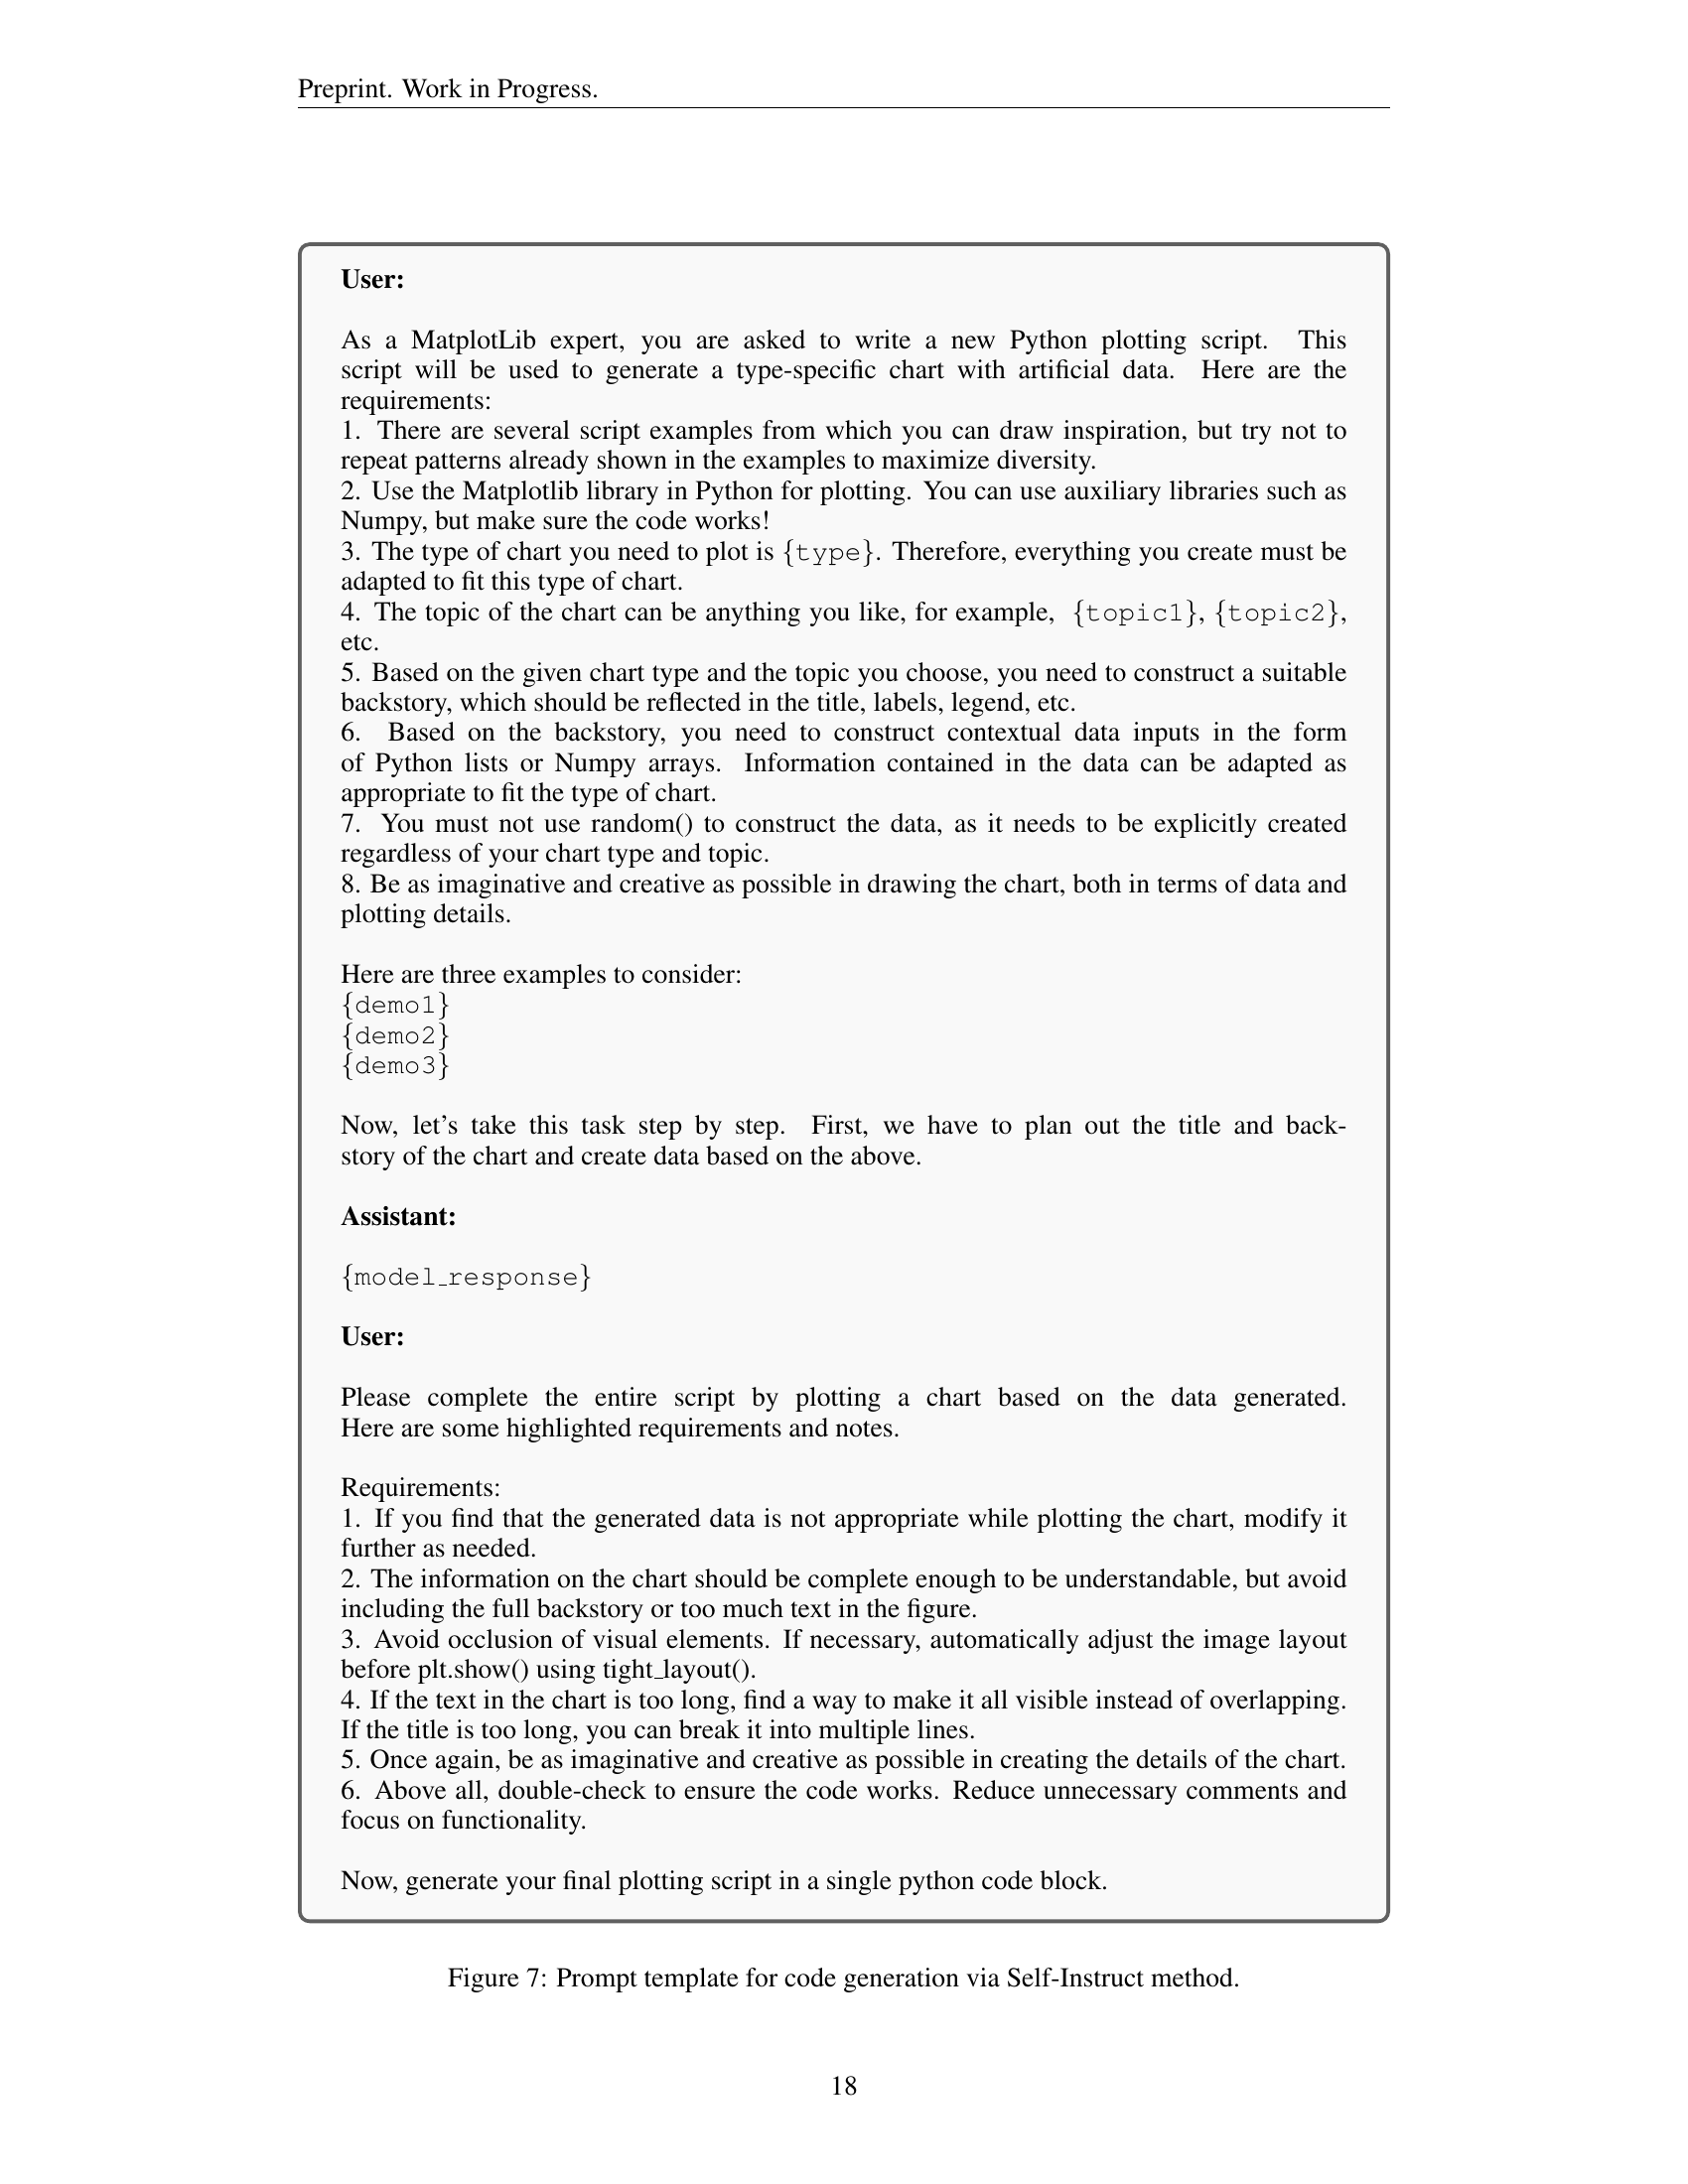 Preprint. Work in Progress.
User:
As a MatplotLib expert, you are asked to write a new Python plotting script. This
script will be used to generate a type-specific chart with artificial data. Here are the
requirements:
1. There are several script examples from which you can draw inspiration, but try not to
repeat patterns already shown in the examples to maximize diversity.
2. Use the Matplotlib library in Python for plotting. You can use auxiliary libraries such as
Numpy, but make sure the code works!
3. The type of chart you need to plot is {type}. Therefore, everything you create must be
adapted to fit this type of chart.
4. The topic of the chart can be anything you like, for example, {topic1}, {topic2},
etc.
5. Based on the given chart type and the topic you choose, you need to construct a suitable
backstory, which should be reflected in the title, labels, legend, etc.
6. Based on the backstory, you need to construct contextual data inputs in the form
of Python lists or Numpy arrays. Information contained in the data can be adapted as
appropriate to fit the type of chart.
7. You must not use random() to construct the data, as it needs to be explicitly created
regardless of your chart type and topic.
8. Be as imaginative and creative as possible in drawing the chart, both in terms of data and
plotting details.
Here are three examples to consider:
{demo1}
{demo2}
{demo3}
Now, let's take this task step by step. First, we have to plan out the title and back-
story of the chart and create data based on the above.
Assistant:
{model_response}
User:
Please complete the entire script by plotting a chart based on the data generated.
Here are some highlighted requirements and notes.
Requirements:
1. If you find that the generated data is not appropriate while plotting the chart, modify it
further as needed.
2. The information on the chart should be complete enough to be understandable, but avoid
including the full backstory or too much text in the figure.
3. Avoid occlusion of visual elements. If necessary, automatically adjust the image layout
before plt.show() using tight_layout().
4. If the text in the chart is too long, find a way to make it all visible instead of overlapping.
If the title is too long, you can break it into multiple lines.
5. Once again, be as imaginative and creative as possible in creating the details of the chart.
6. Above all, double-check to ensure the code works. Reduce unnecessary comments and
focus on functionality.
Now, generate your final plotting script in a single python code block.
Figure 7: Prompt template for code generation via Self-Instruct method.
18